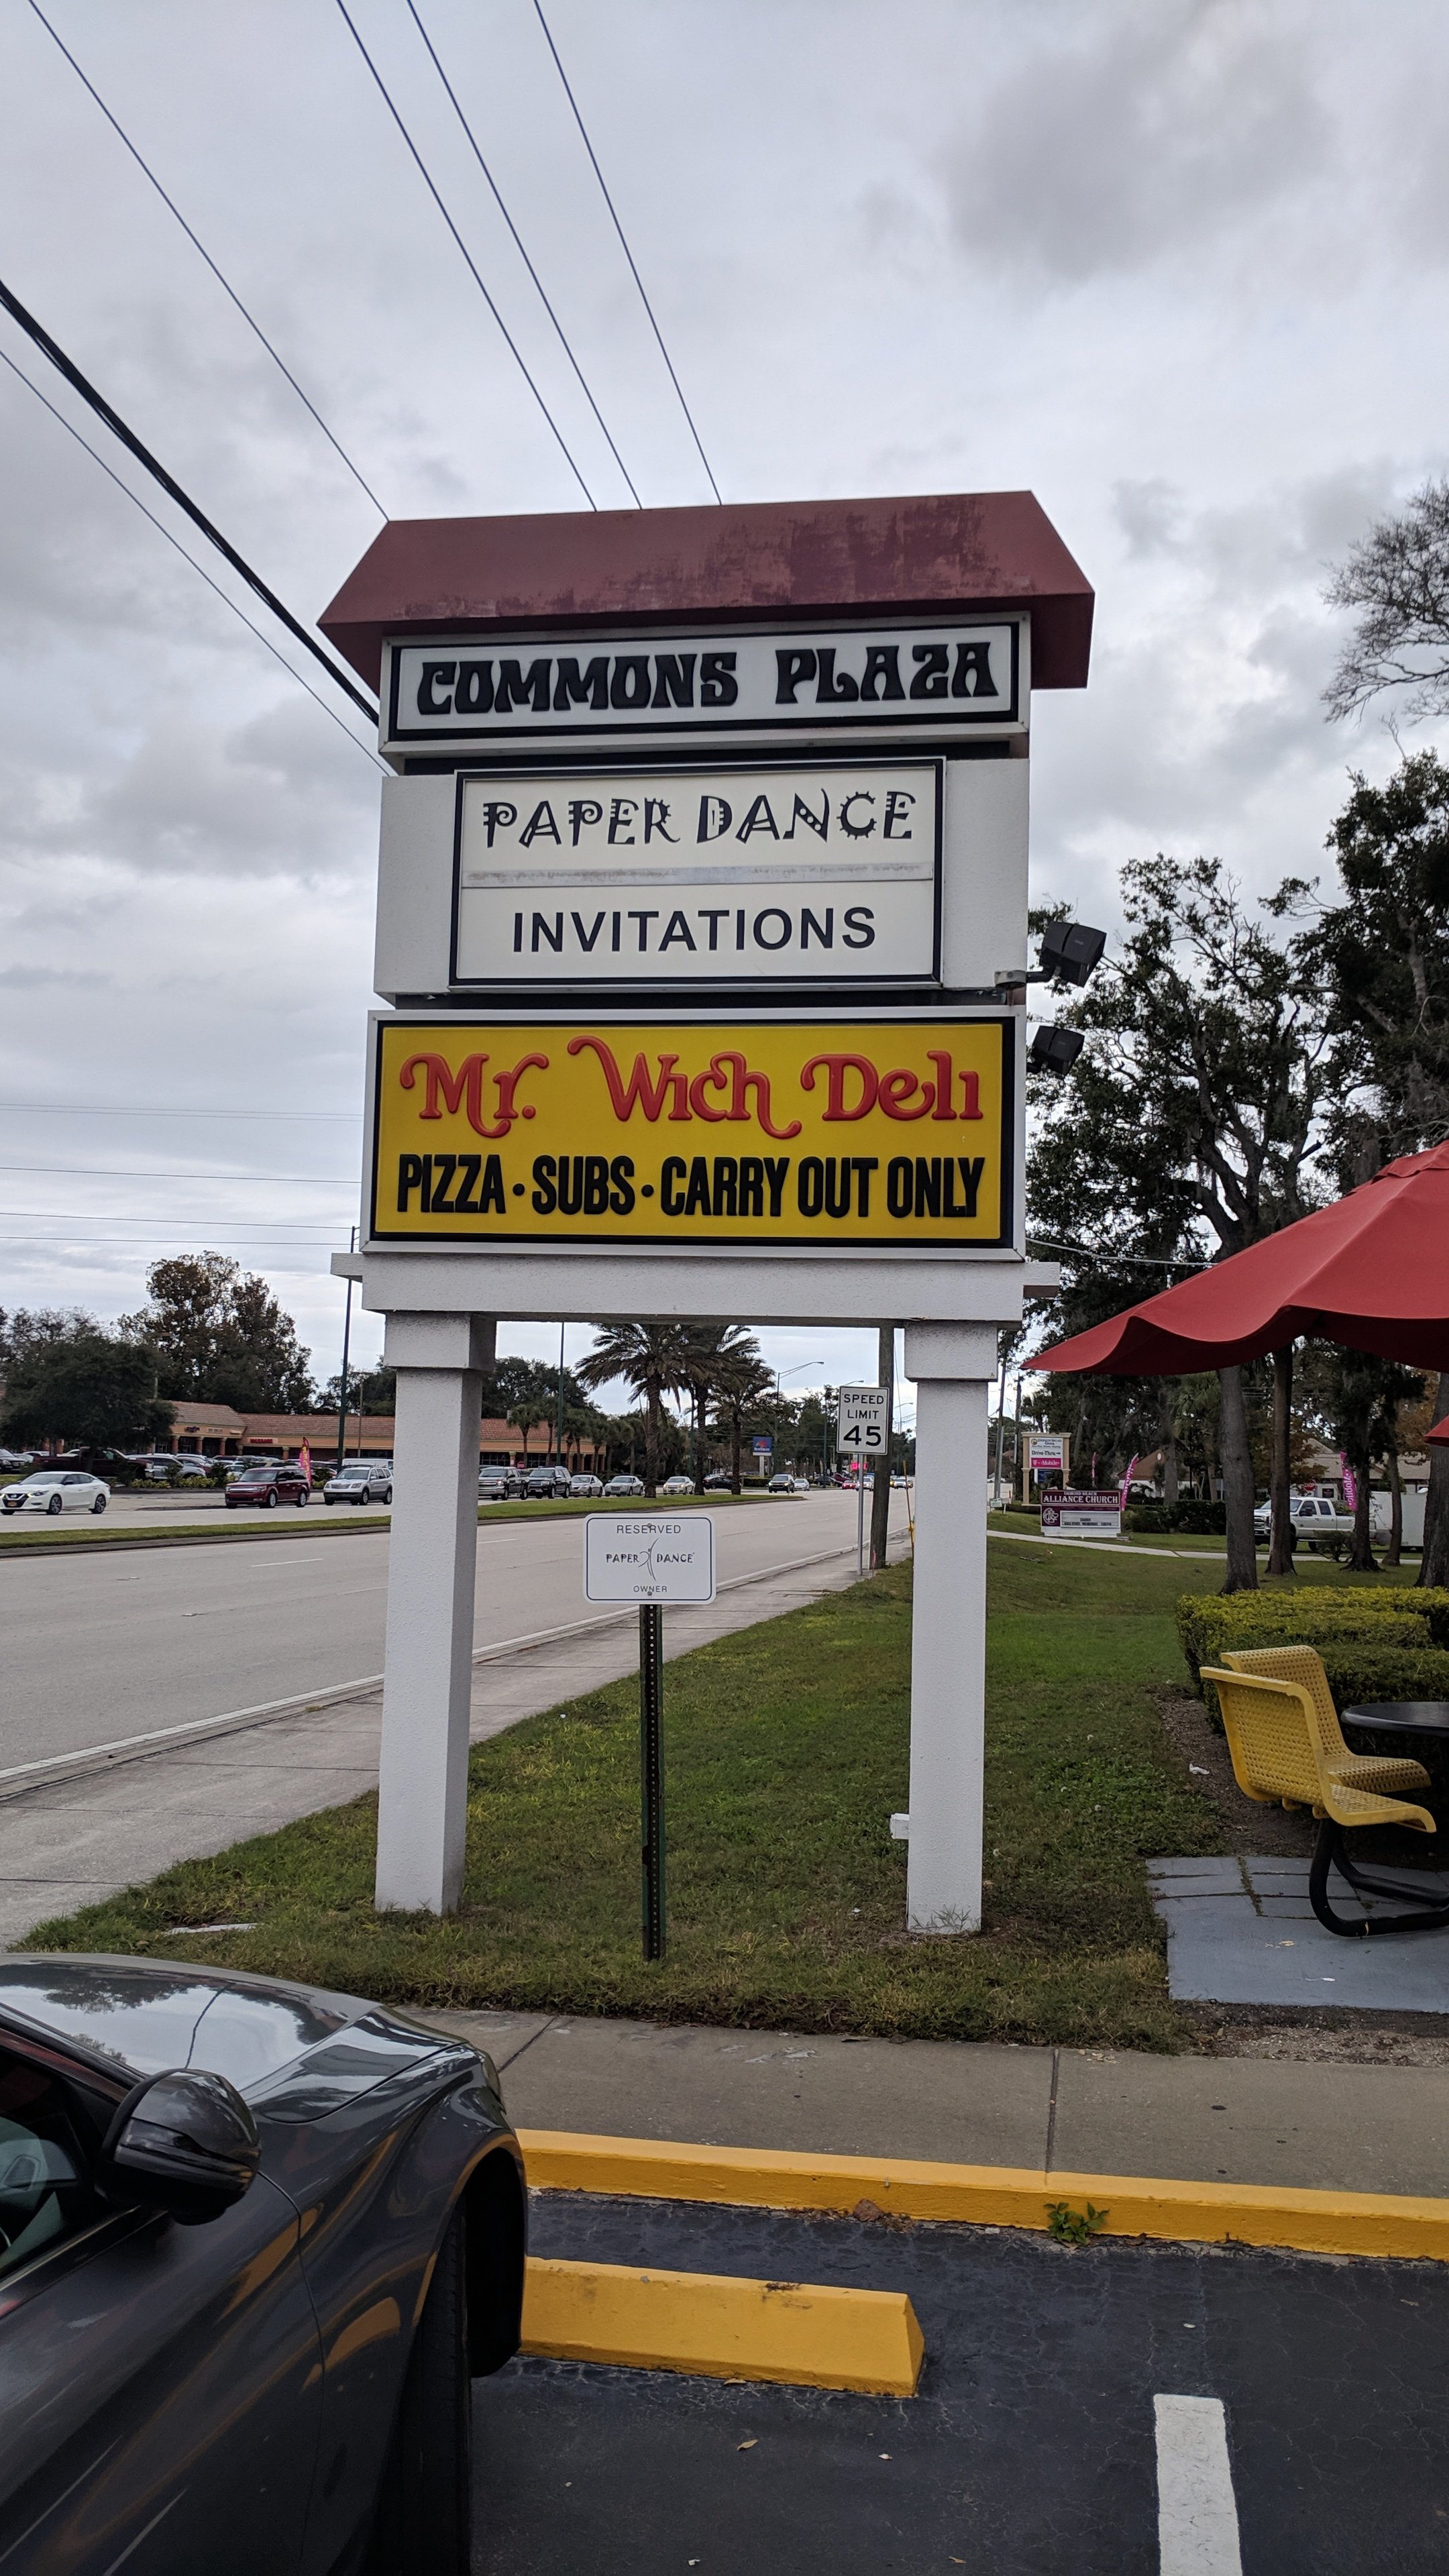 COMMONS PLAZA
PAPER DANCE
INVITATIONS
Mr. Wich Deli
PIZZA • SUBS • CARRY OUT ONLY
SPEED
LIMIT
45
RESERVED
PAPER DANCE
OWNER
ALLIANCE CHURCH
T-Mobile